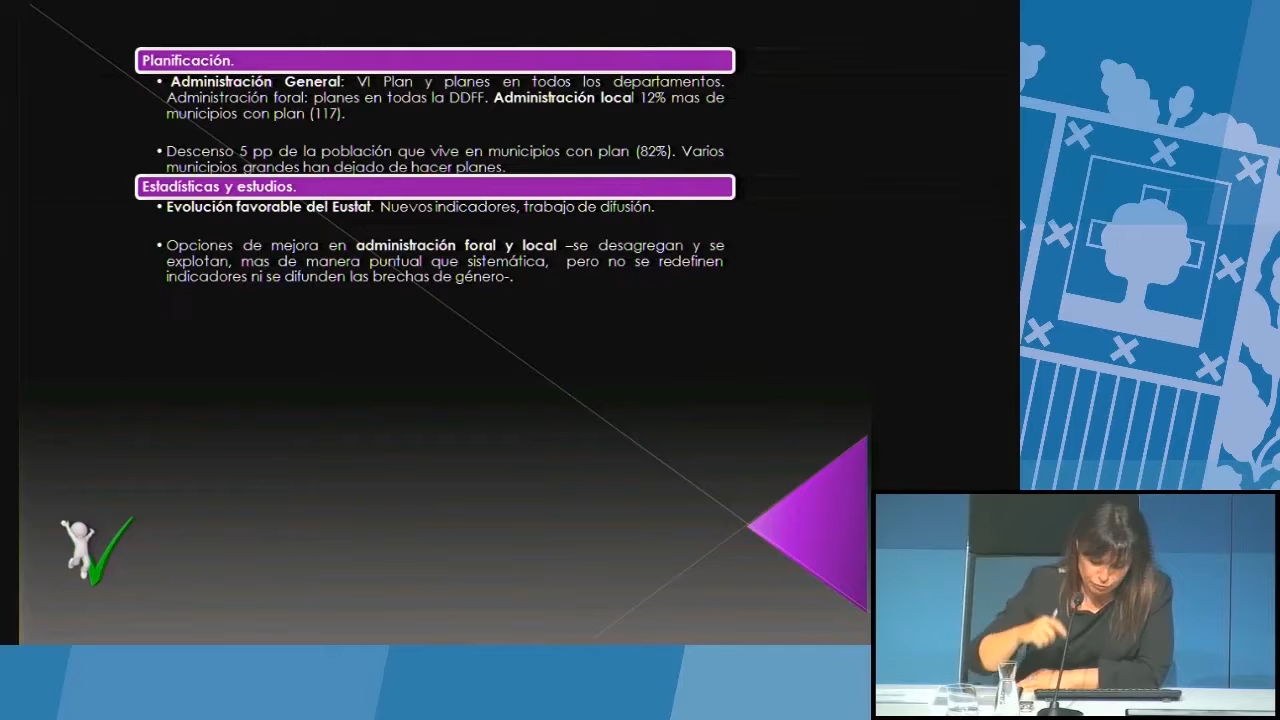 Planificación.
• Administración General: VI Plan y planes en todos los departamentos.
Administración foral: planes en todas la DDFF. Administración local 12% mas de
municipios con plan (117).
• Descenso 5 pp de la población que vive en municipios con plan (82%). Varios
municipios grandes han dejado de hacer planes.
Estadísticas y estudios.
• Evolución favorable del Eustat. Nuevos indicadores, trabajo de difusión.
• Opciones de mejora en administración foral y local –se desagregan y se
explotan, mas de manera puntual que sistemática, pero no se redefinen
indicadores ni se difunden las brechas de género-.